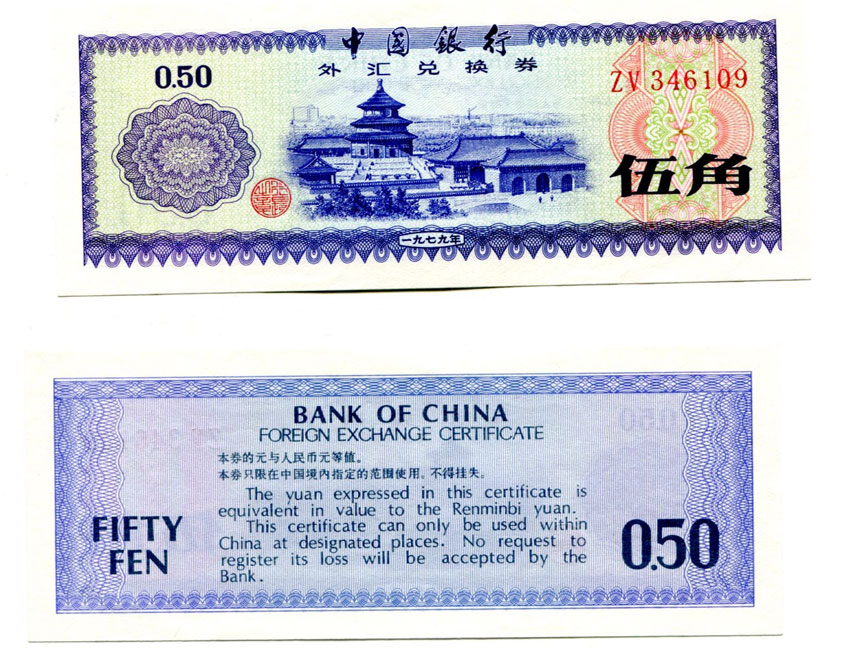 中国銀行
外汇兑换券
0.50
ZV 346109
伍角
一九七九年
BANK OF CHINA
FOREIGN EXCHANGE CERTIFICATE
本券的元与人民币元等值。
本券只限在中国境内指定的范围使用。不得挂失。
The yuan expressed in this certificate is
equivalent in value to the Renminbi yuan.
This certificate can only be used within
China at designated places. No request to
register its loss will be accepted by the
Bank.
FIFTY
FEN
0.50